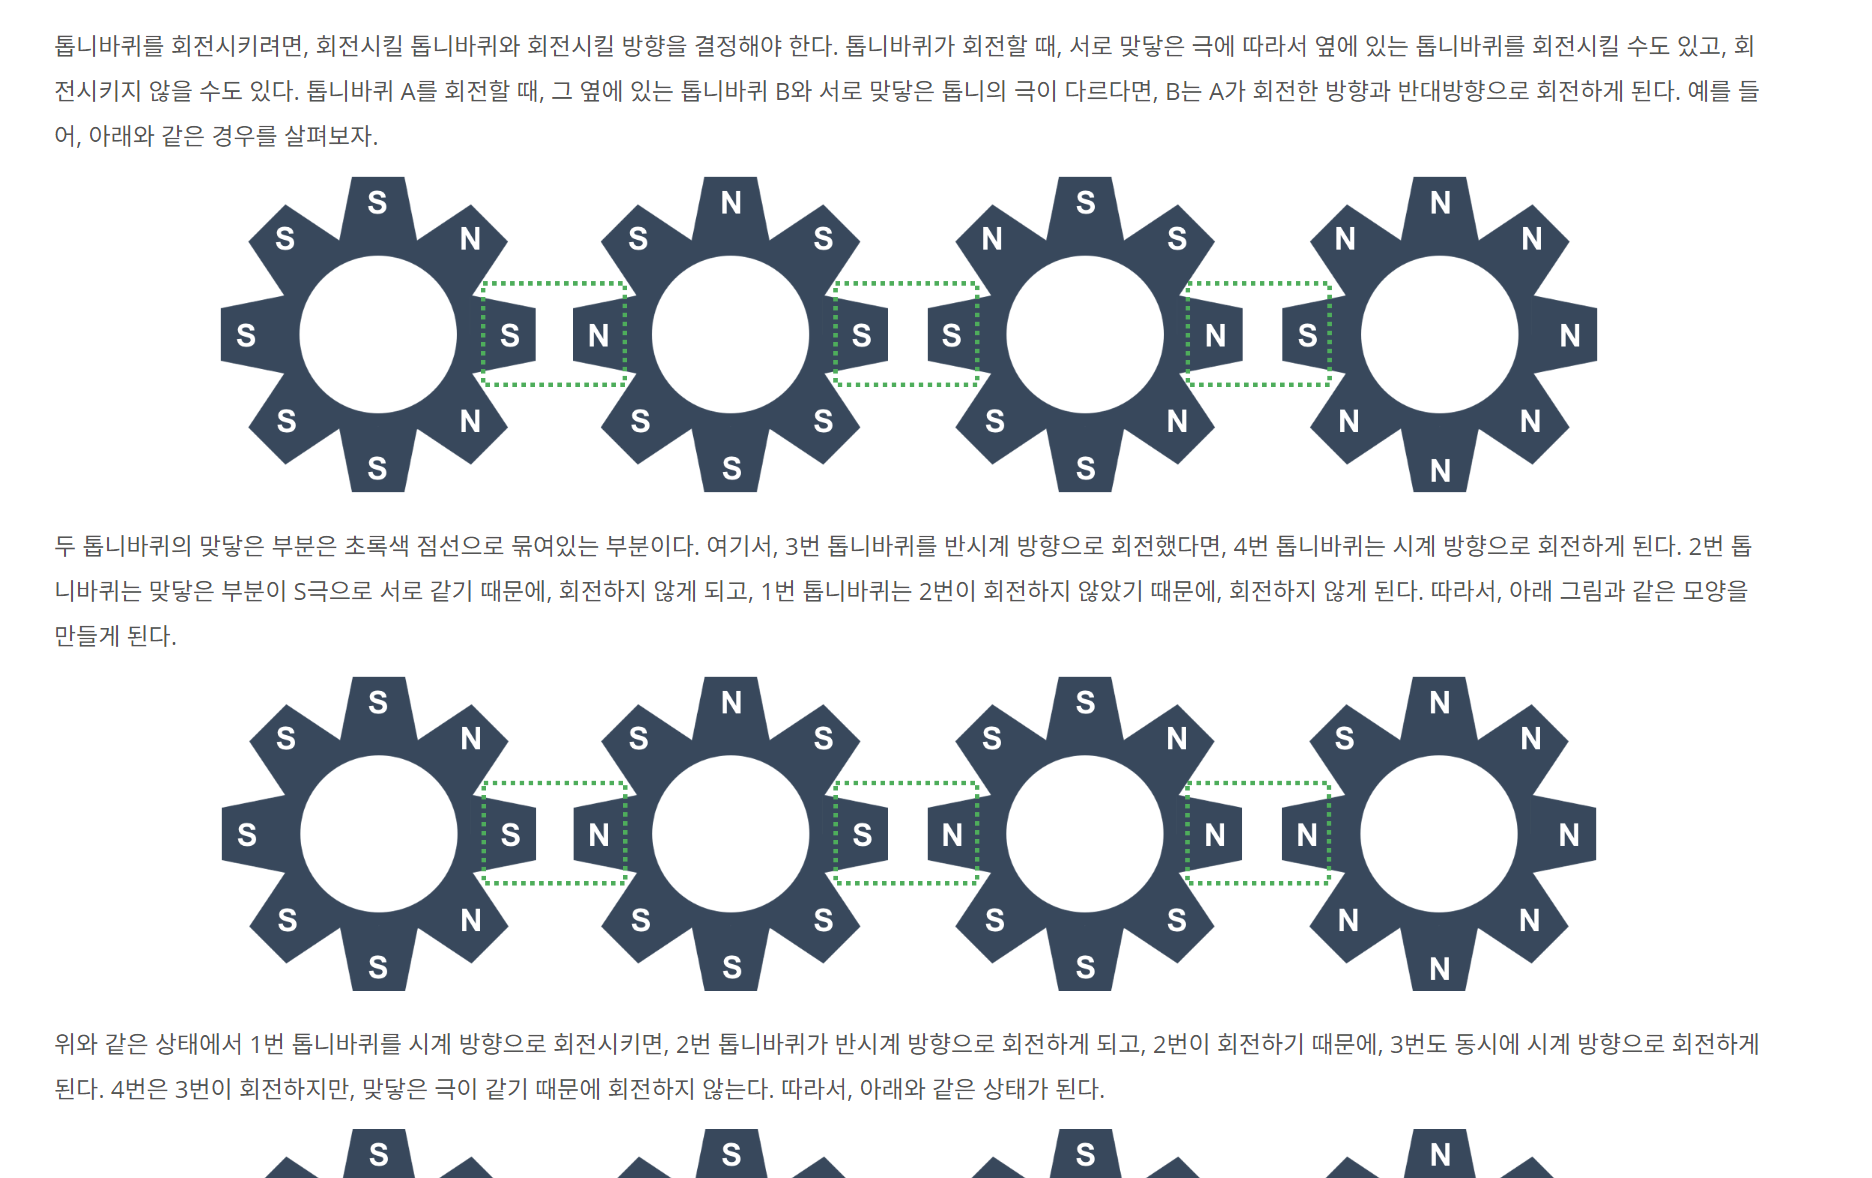 톱니바퀴를 회전시키려면, 회전시킬 톱니바퀴와 회전시킬 방향을 결정해야 한다. 톱니바퀴가 회전할 때, 서로 맞닿은 극에 따라서 옆에 있는 톱니바퀴를 회전시킬 수도 있고, 회
전시키지 않을 수도 있다. 톱니바퀴 A를 회전할 때, 그 옆에 있는 톱니바퀴 B와 서로 맞닿은 톱니의 극이 다르다면, B는 A가 회전한 방향과 반대방향으로 회전하게 된다. 예를 들
어, 아래와 같은 경우를 살펴보자.
S N S S
S N S S N S N N
S S N S S N S N
S N S S S N N N
S S S N
두 톱니바퀴의 맞닿은 부분은 초록색 점선으로 묶여있는 부분이다. 여기서, 3번 톱니바퀴를 반시계 방향으로 회전했다면, 4번 톱니바퀴는 시계 방향으로 회전하게 된다. 2번 톱
니바퀴는 맞닿은 부분이 S극으로 서로 같기 때문에, 회전하지 않게 되고, 1번 톱니바퀴는 2번이 회전하지 않았기 때문에, 회전하지 않게 된다. 따라서, 아래 그림과 같은 모양을
만들게 된다.
S N S N
S N S S S N S N
S S N S N N N N
S N S S S S N N
S S S N
위와 같은 상태에서 1번 톱니바퀴를 시계 방향으로 회전시키면, 2번 톱니바퀴가 반시계 방향으로 회전하게 되고, 2번이 회전하기 때문에, 3번도 동시에 시계 방향으로 회전하게
된다. 4번은 3번이 회전하지만, 맞닿은 극이 같기 때문에 회전하지 않는다. 따라서, 아래와 같은 상태가 된다.
S S S N